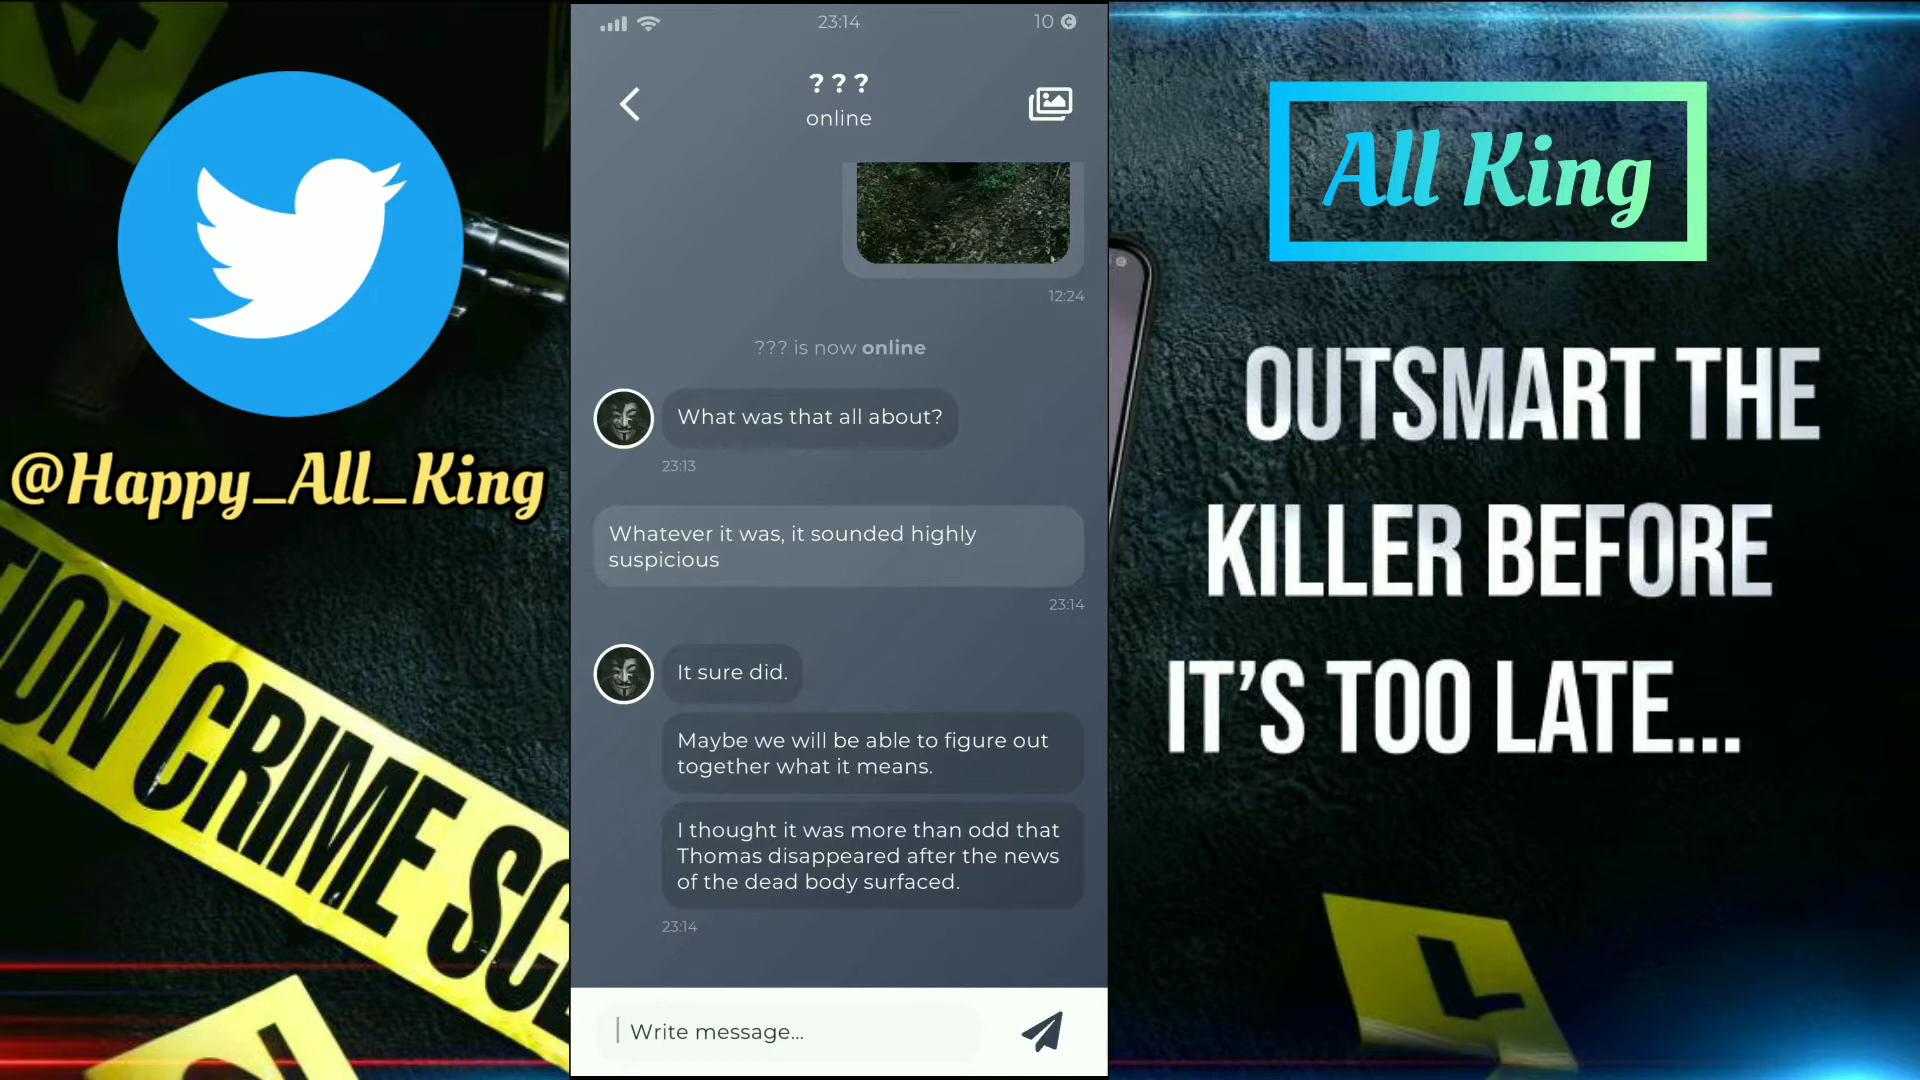 @Happy_All_King
TION CRIME SC
23:14
10
? ? ?
online
12:24
??? is now online
What was that all about?
23:13
Whatever it was, it sounded highly
suspicious
23:14
It sure did.
Maybe we will be able to figure out
together what it means.
I thought it was more than odd that
Thomas disappeared after the news
of the dead body surfaced.
23:14
Write message...
All King
OUTSMART THE
KILLER BEFORE
IT'S TOO LATE...